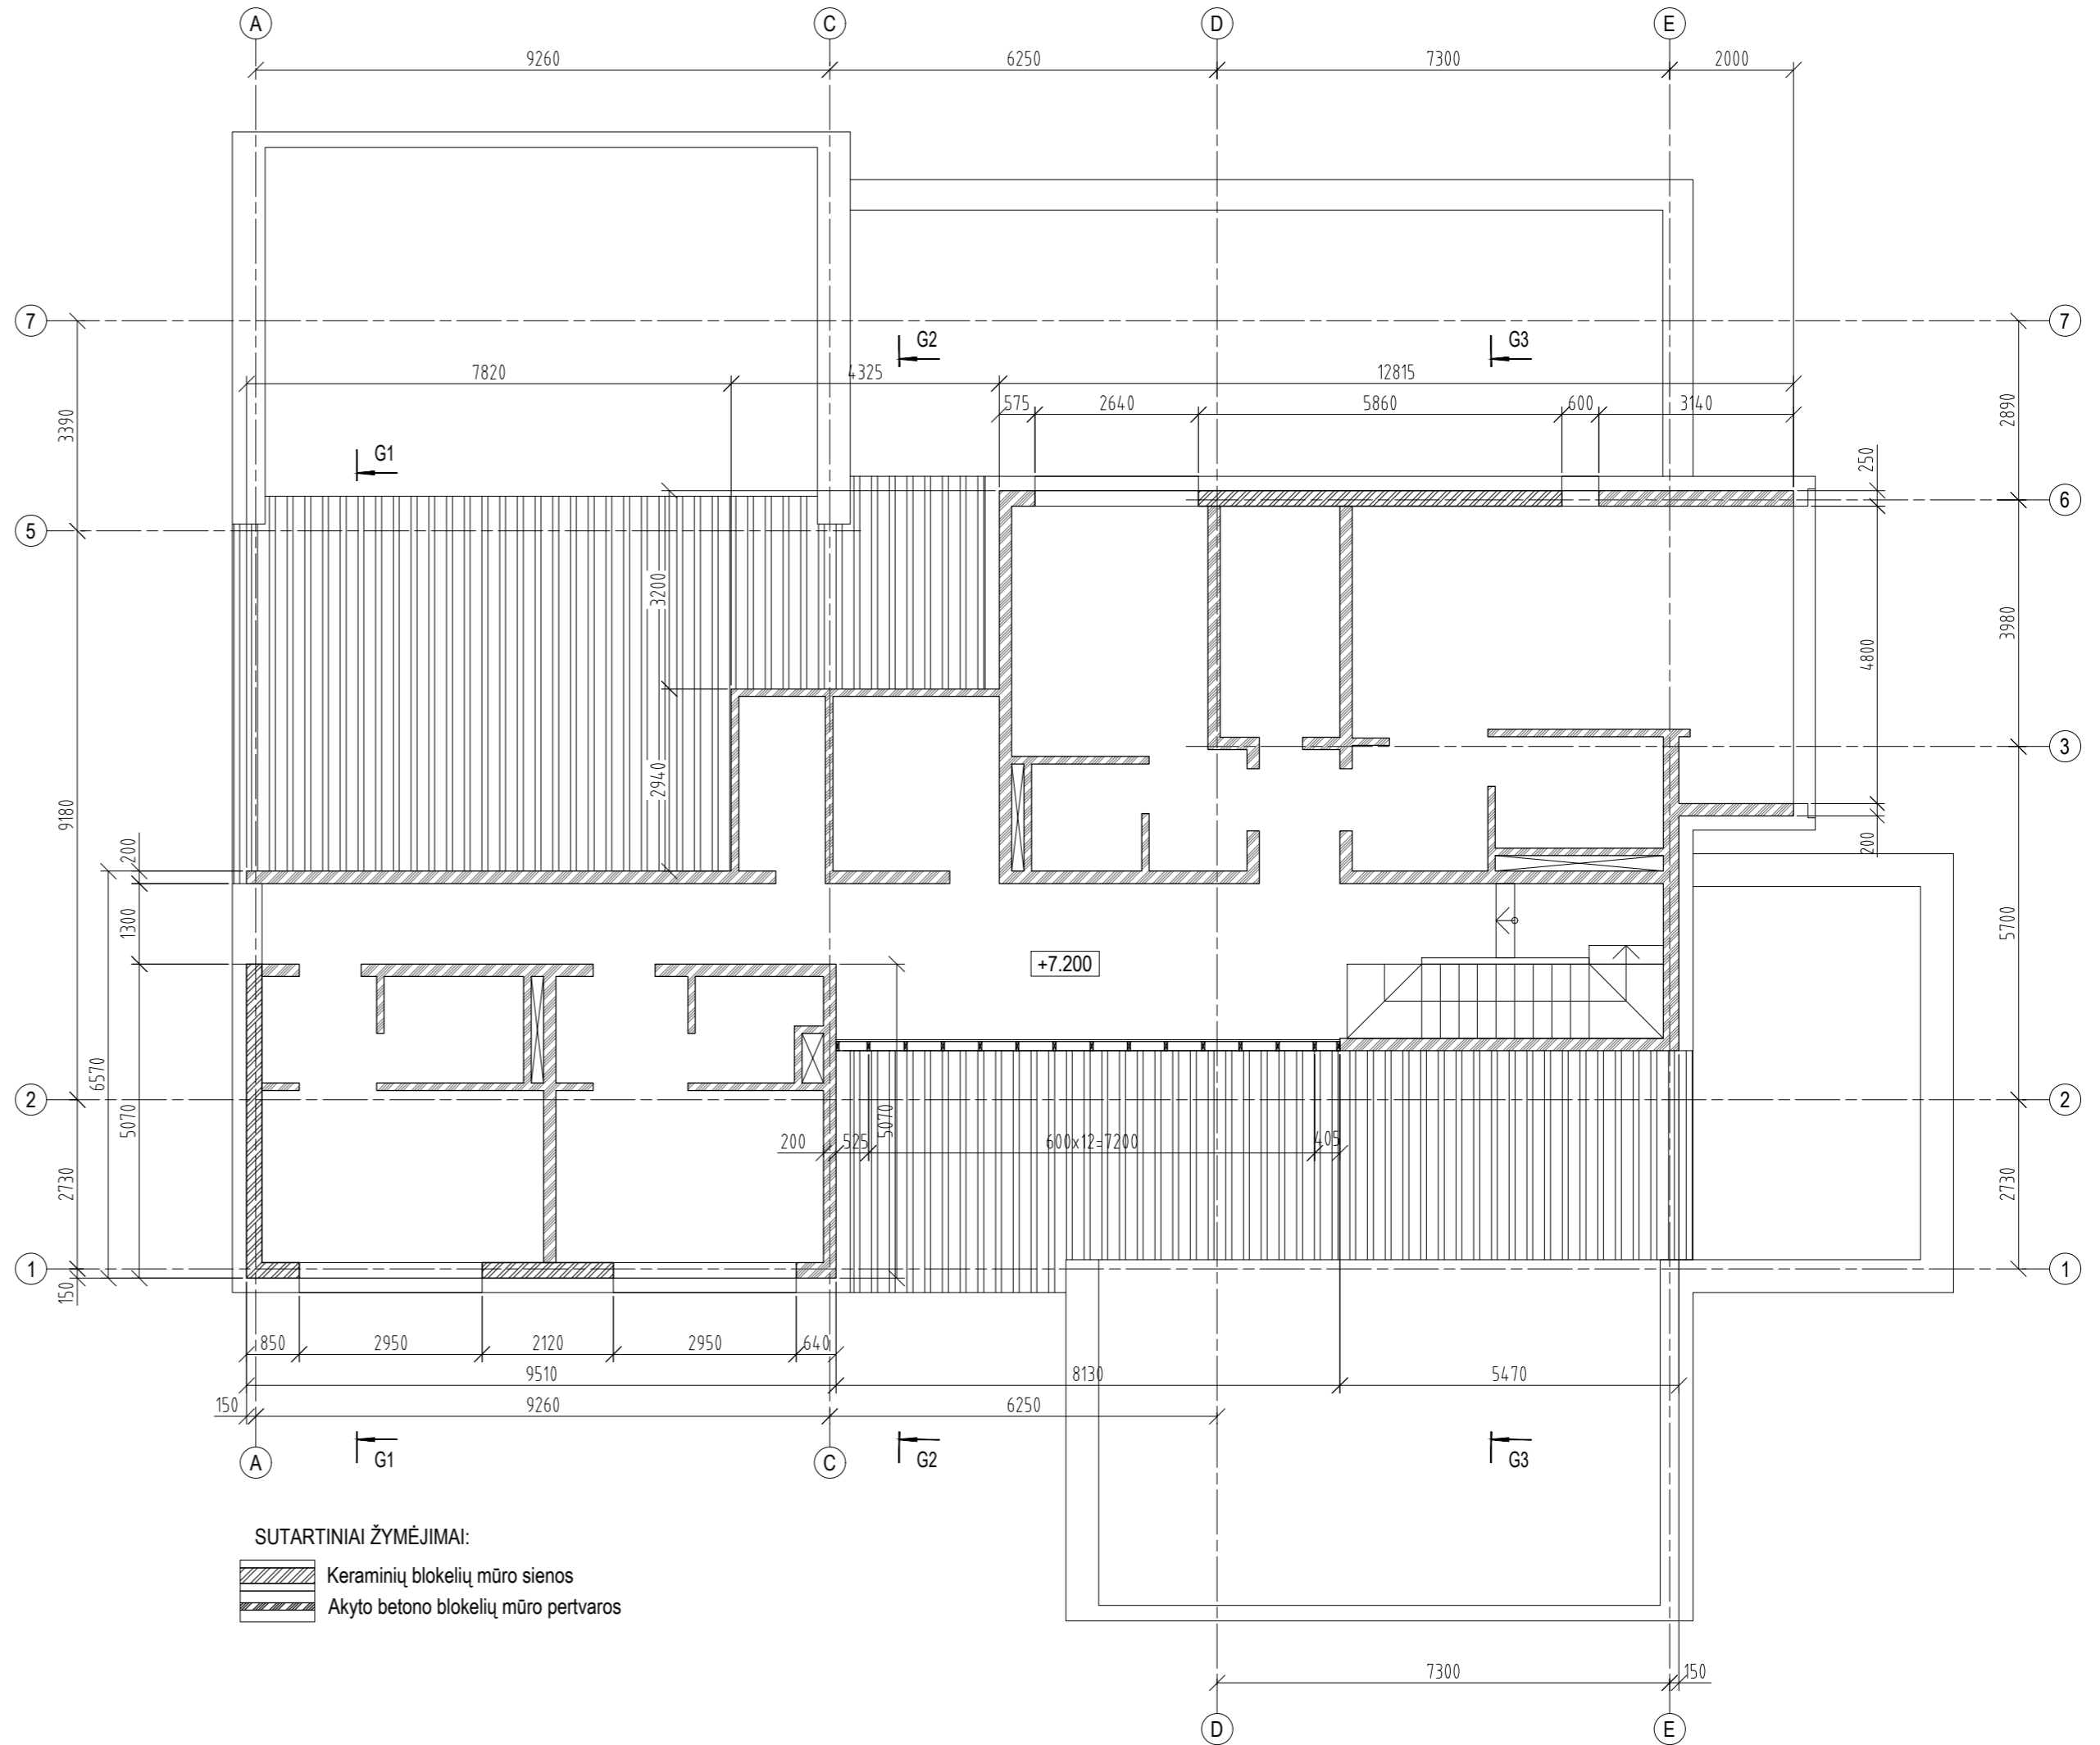 A C D E
9260 6250 7300 2000
7 7
G2 G3
7820 4325 12815
575 2640 5860 600 3140
3390 2890
G1
250
6
5
3200 3980
4800
3
2940
9180
200 200
1300 5700
+7.200
6570
5070
2 2
5070
200 525 600x12=7200 405
2730 2730
1 1
150
850 2950 2120 2950 640
9510 8130 5470
150 9260 6250
G1 G2 G3
A C
SUTARTINIAI ŽYMĖJIMAI:
Keraminių blokelių mūro sienos
Akyto betono blokelių mūro pertvaros
7300 150
D E